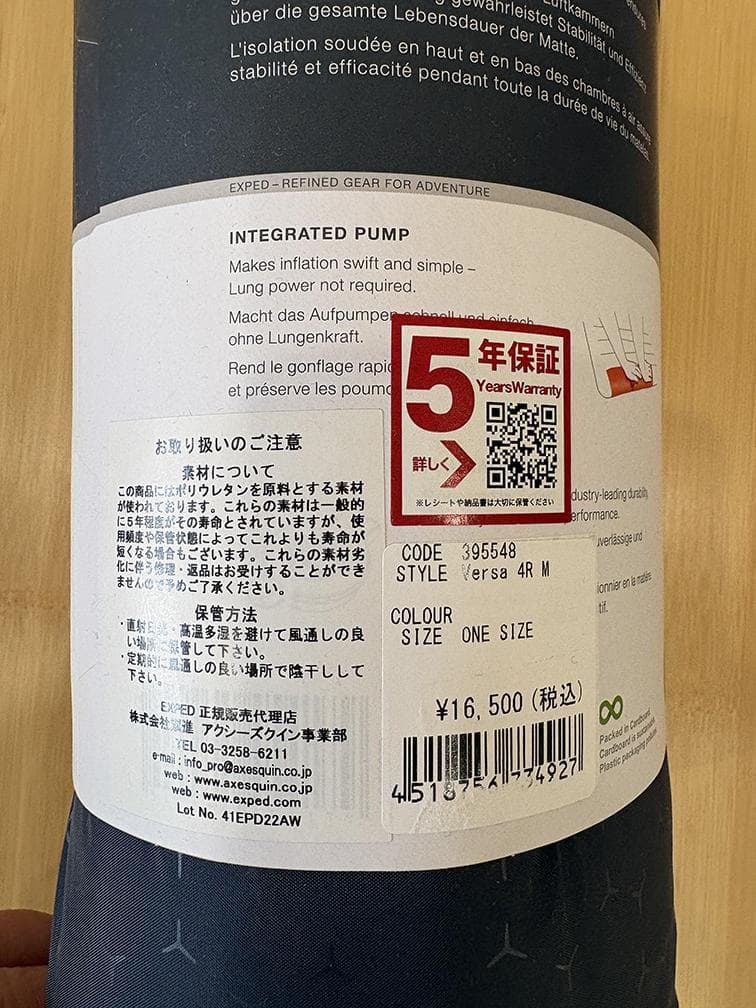 gewährleistet Stabilität und Effizienz
über die gesamte Lebensdauer der Matte.
L'isolation soudée en haut et en bas des chambres à air assure
stabilité et efficacité pendant toute la durée de vie du matelas.
EXPED – REFINED GEAR FOR ADVENTURE
INTEGRATED PUMP
Makes inflation swift and simple –
Lung power not required.
Macht das Aufpumpen schnell und einfach
ohne Lungenkraft.
Rend le gonflage
et préserve les
5年保証
YearsWarranty
詳しく
※レシートや納品書は大切に保管ください
お取り扱いのご注意
素材について
この商品にはポリウレタンを原料とする素材
が使われております。これらの素材は一般的
に5年程度がその寿命とされていますが、使
用頻度や保管状態によってこれよりも寿命が
短くなる場合もございます。これらの素材劣
化に伴う修理・返品はお受けすることができ
ませんので予めご了承ください。
保管方法
・直射日光・高温多湿を避けて風通しの良
い場所に保管して下さい。
・定期的に風通しの良い場所で陰干しして
下さい。
EXPED 正規販売代理店
株式会社双進 アクシーズクイン事業部
TEL 03-3258-6211
e-mail : info_pro@axesquin.co.jp
web : www.axesquin.co.jp
web : www.exped.com
Lot No. 41EPD22AW
CODE 395548
STYLE Versa 4R M
COLOUR
SIZE ONE SIZE
¥16,500(税込)
4518756734927
industry-leading durability
performance.
zuverlässige und
Packed in Cardboard.
Cardboard is sustainable,
Plastic packaging pollutes.